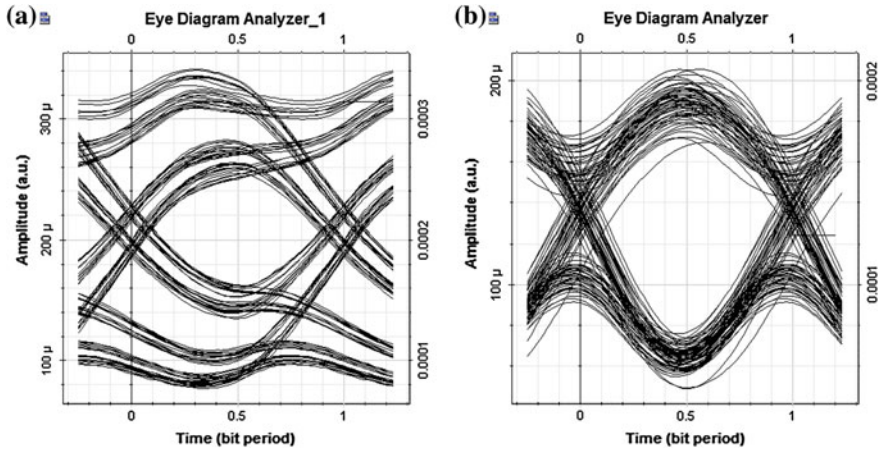 (a) Eye Diagram Analyzer_1
0 0.5 1
300 µ
200 µ
100 µ
Amplitude (a.u.)
0.0003
0.0002
0.0001
0 0.5 1
Time (bit period)
(b) Eye Diagram Analyzer
0 0.5 1
200 µ
100 µ
Amplitude (a.u.)
0.0002
0.0001
0 0.5 1
Time (bit period)